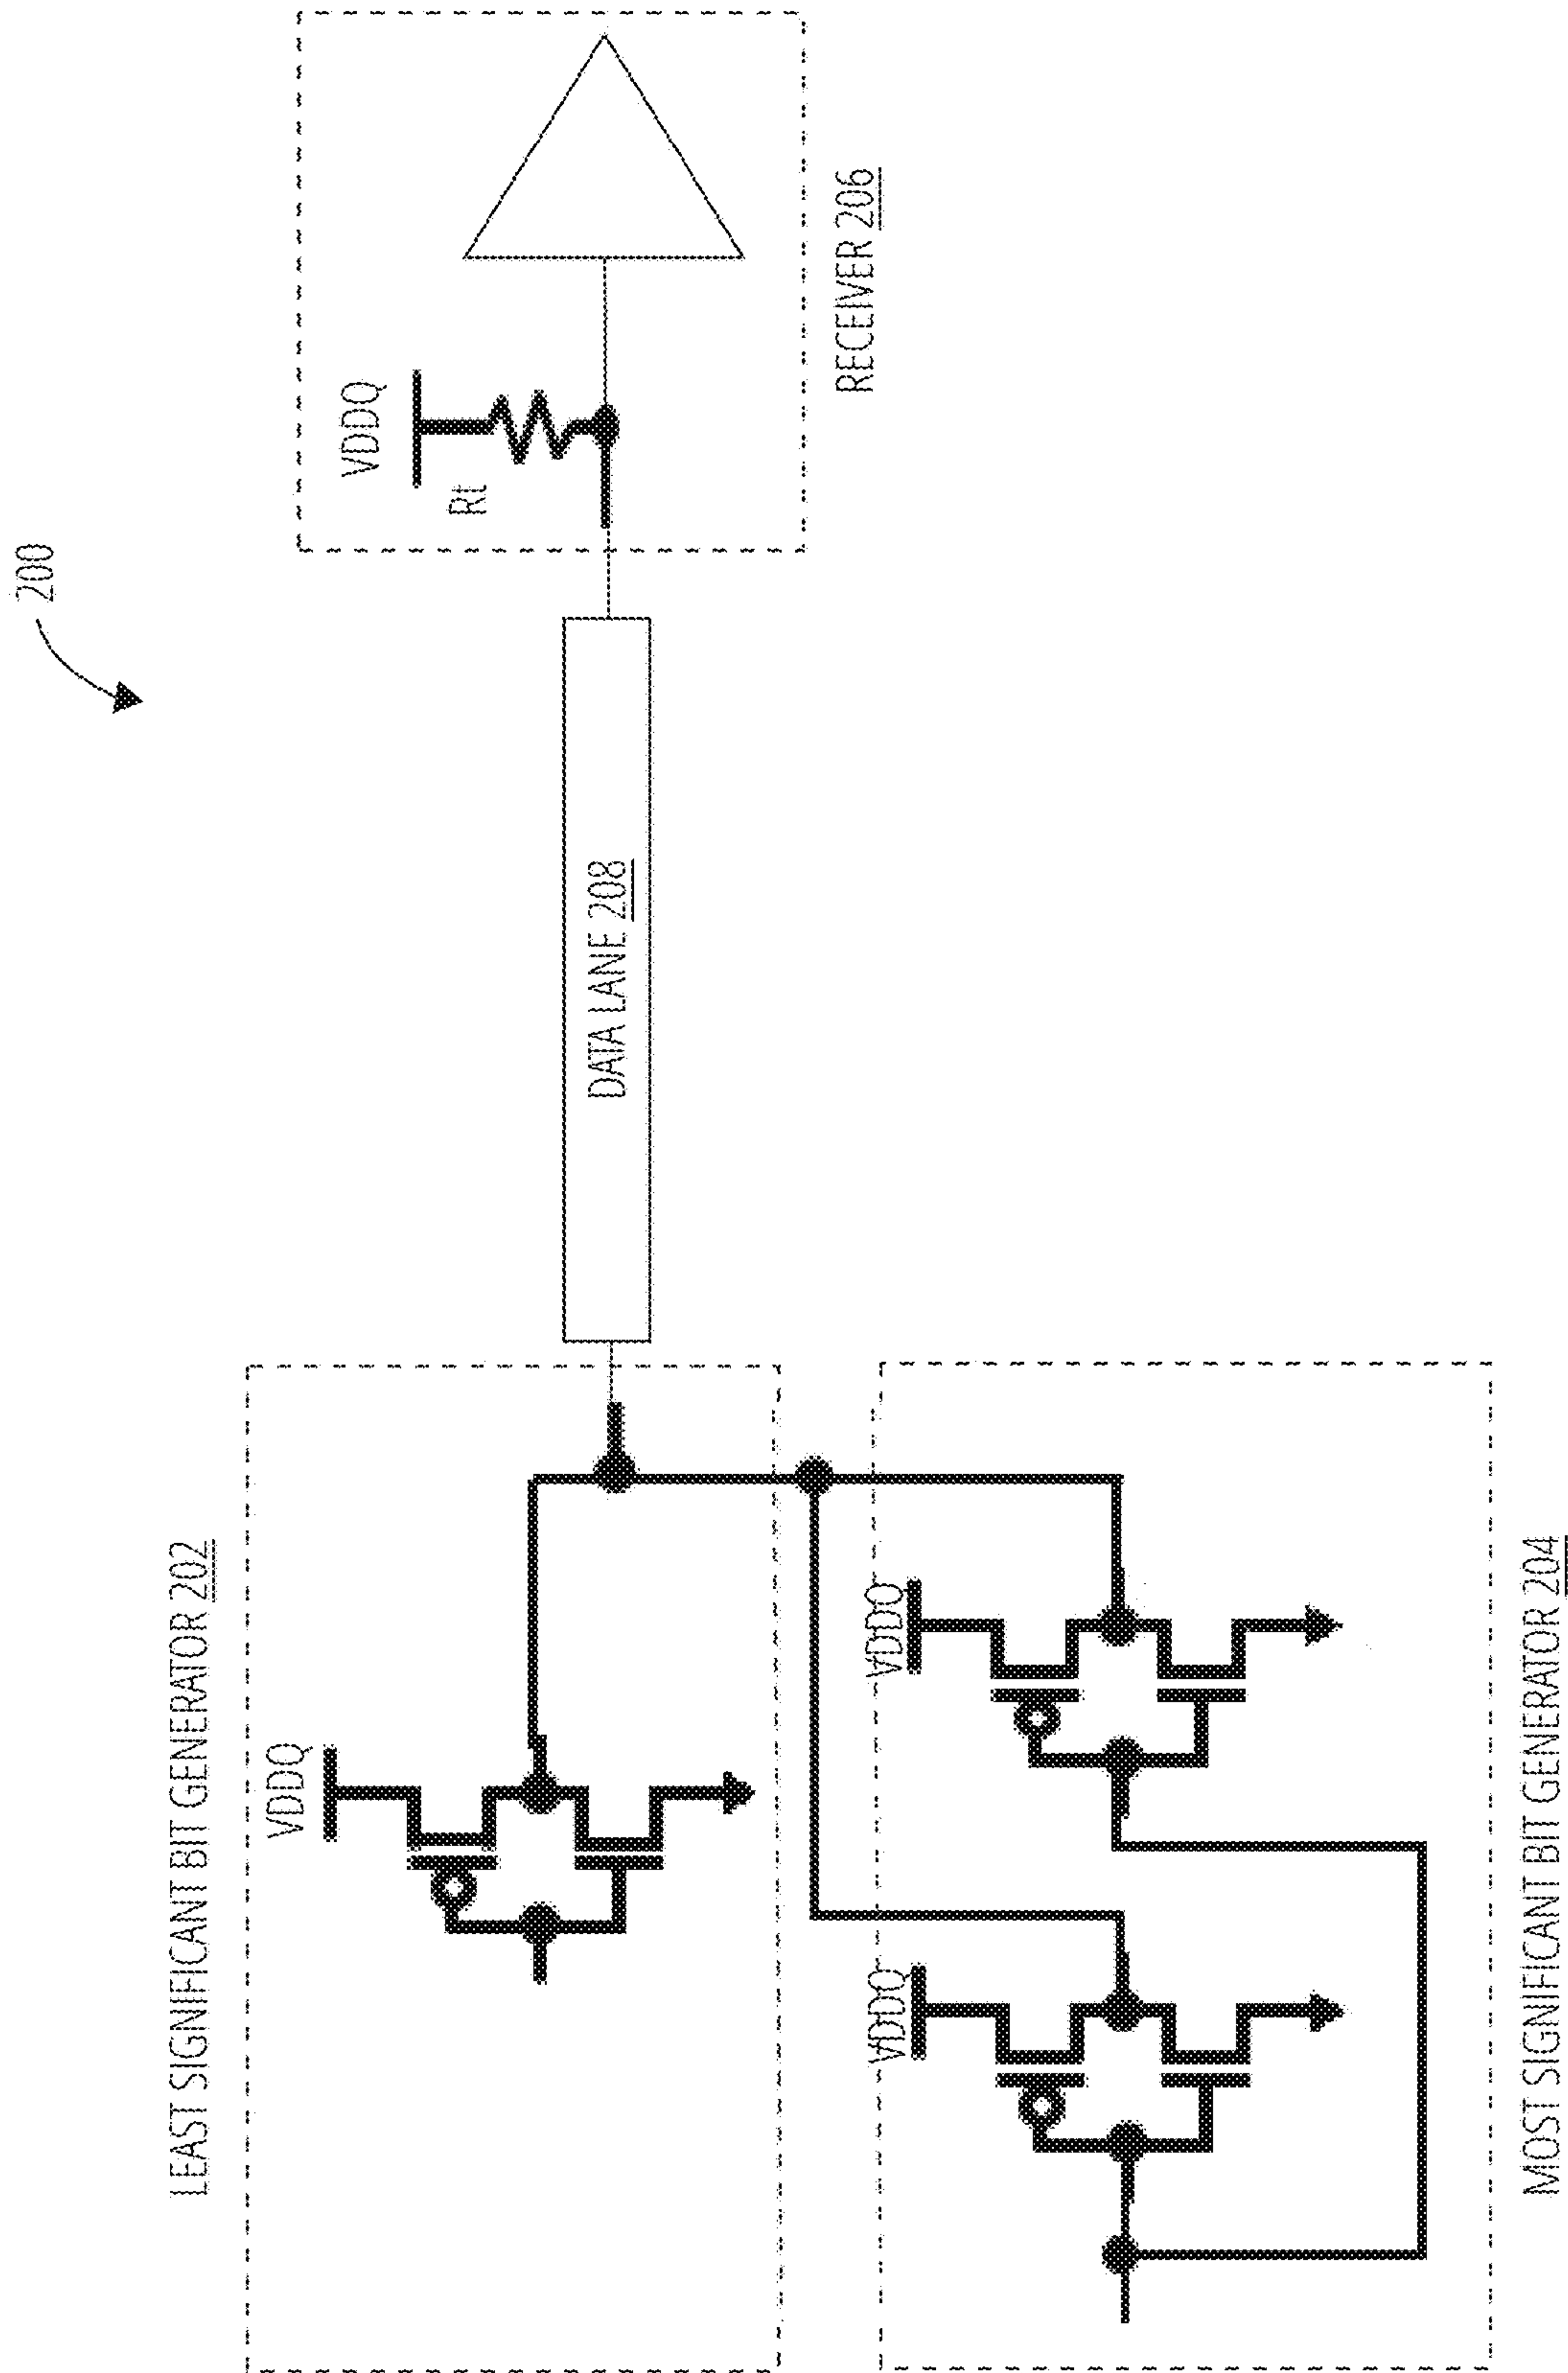 200
LEAST SIGNIFICANT BIT GENERATOR 202
VDDQ
VDDQ
Rt
DATA LANE 208
RECEIVER 206
VDDQ
VDDQ
MOST SIGNIFICANT BIT GENERATOR 204